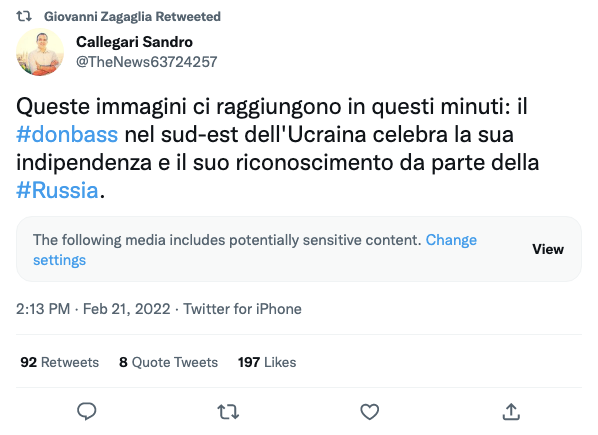 Giovanni Zagaglia Retweeted
Callegari Sandro
@TheNews63724257
Queste immagini ci raggiungono in questi minuti: il
#donbass nel sud-est dell'Ucraina celebra la sua
indipendenza e il suo riconoscimento da parte della
#Russia.
The following media includes potentially sensitive content. Change
settings
View
2:13 PM · Feb 21, 2022 · Twitter for iPhone
92 Retweets 8 Quote Tweets 197 Likes